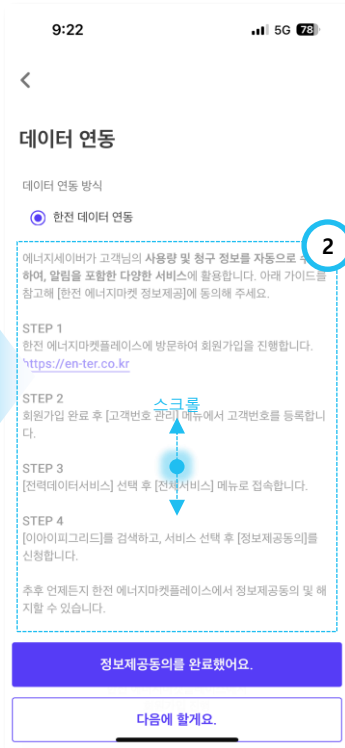 9:22
5G 78
데이터 연동
데이터 연동 방식
한전 데이터 연동
2
에너지세이버가 고객님의 사용량 및 청구 정보를 자동으로
하여, 알림을 포함한 다양한 서비스에 활용합니다. 아래 가이드를
참고해 [한전 에너지마켓 정보제공]에 동의해 주세요.
STEP 1
한전 에너지마켓플레이스에 방문하여 회원가입을 진행합니다.
https://en-ter.co.kr
STEP 2
스크롤
회원가입 완료 후 [고객번호 관리] 메뉴에서 고객번호를 등록합니
다.
STEP 3
[전력데이터서비스] 선택 후 [전체서비스] 메뉴로 접속합니다.
STEP 4
[이아이피그리드]를 검색하고, 서비스 선택 후 [정보제공동의]를
신청합니다.
추후 언제든지 한전 에너지마켓플레이스에서 정보제공동의 및 해
지할 수 있습니다.
정보제공동의를 완료했어요.
다음에 할게요.